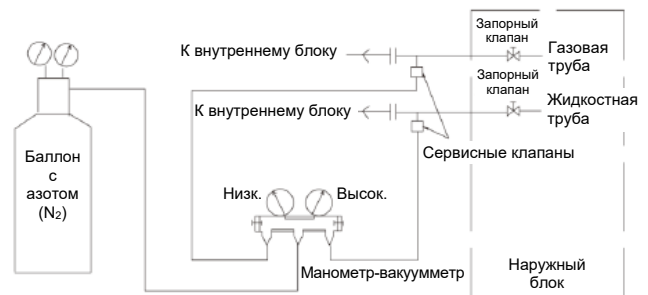 Запорный
клапан
К внутреннему блоку
Газовая
труба
Запорный
клапан
К внутреннему блоку
Жидкостная
труба
Сервисные клапаны
Баллон
с
азотом
(N₂)
Низк.
Высок.
Манометр-вакуумметр
Наружный
блок